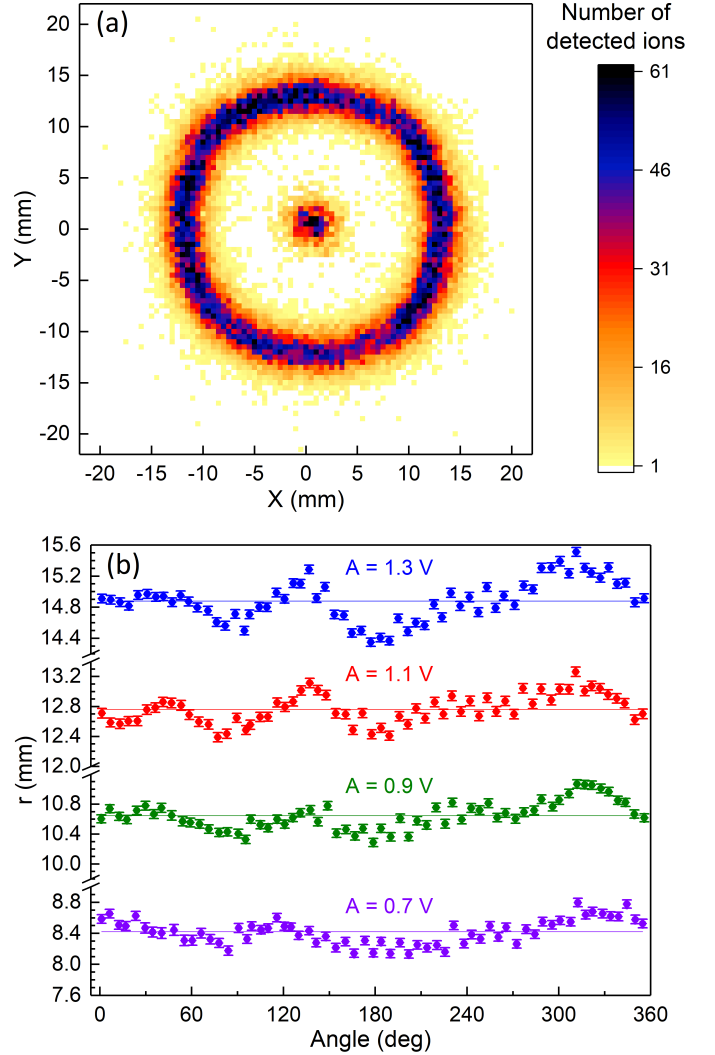 (a)
Number of
detected ions
20
15
10
5
0
-5
-10
-15
-20
Y (mm)
-20 -15 -10 -5 0 5 10 15 20
X (mm)
61
46
31
16
1
(b)
15.6
15.2
14.8
14.4
13.2
12.8
12.4
12.0
10.8
10.4
10.0
8.8
8.4
8.0
7.6
r (mm)
A = 1.3 V
A = 1.1 V
A = 0.9 V
A = 0.7 V
0 60 120 180 240 300 360
Angle (deg)